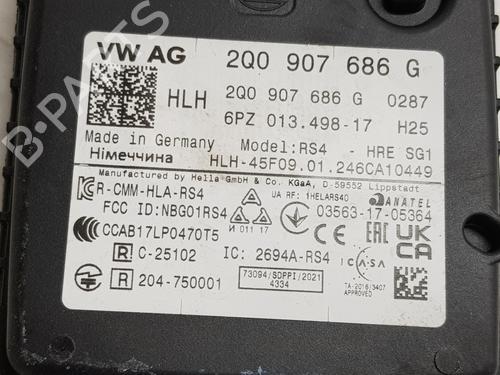 B-PARTS
VW AG 2Q0 907 686 G
HLH 2Q0 907 686 G 0287
6PZ 013.498-17 H25
Made in Germany Model:RS4 - HRE SG1
Німеччина HLH-45F09.01.246CA10449
Manufactured by Hella GmbH & Co. KGaA, D-59552 Lippstadt
R-CMM-HLA-RS4 UA RF: 1HELARS40 ANATEL
FCC ID:NBG01RS4 И 011 17 03563-17-05364
CCAB17LP0470T5 EAC UK CA
R C-25102 IC: 2694A-RS4 ICASA
R 204-750001 73094/SDPPI/2021 TA-2016/3407
4334 APPROVED